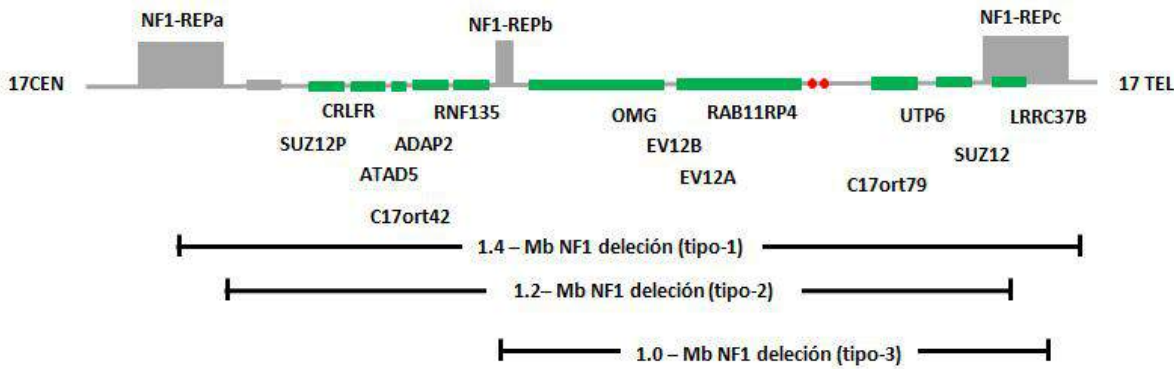 NF1-REPa
NF1-REPb
NF1-REPc
17CEN
17 TEL
CRLFR
RNF135
OMG
RAB11RP4
UTP6
LRRC37B
SUZ12P
ADAP2
EV12B
SUZ12
ATAD5
EV12A
C17ort79
C17ort42
1.4 – Mb NF1 deleción (tipo-1)
1.2– Mb NF1 deleción (tipo-2)
1.0 – Mb NF1 deleción (tipo-3)